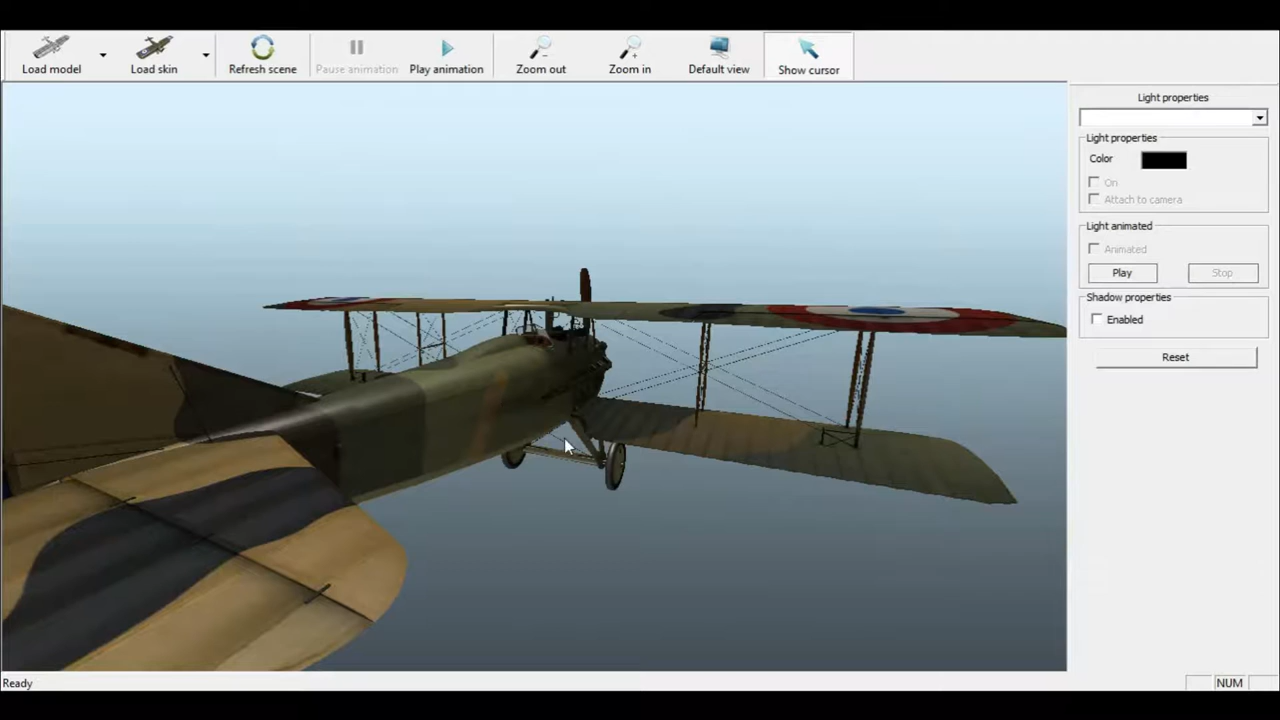 Load model
Load skin
Refresh scene
Pause animation
Play animation
Zoom out
Zoom in
Default view
Show cursor
Light properties
Light properties
Color
On
Attach to camera
Light animated
Animated
Play
Stop
Shadow properties
Enabled
Reset
Ready
NUM